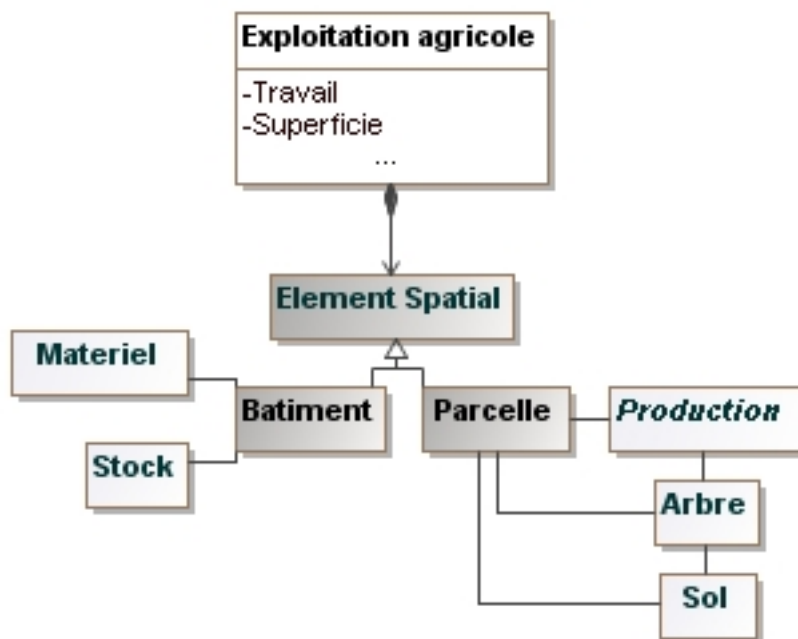 Exploitation agricole
-Travail
-Superficie
...
Element Spatial
Materiel
Batiment
Parcelle
Production
Stock
Arbre
Sol